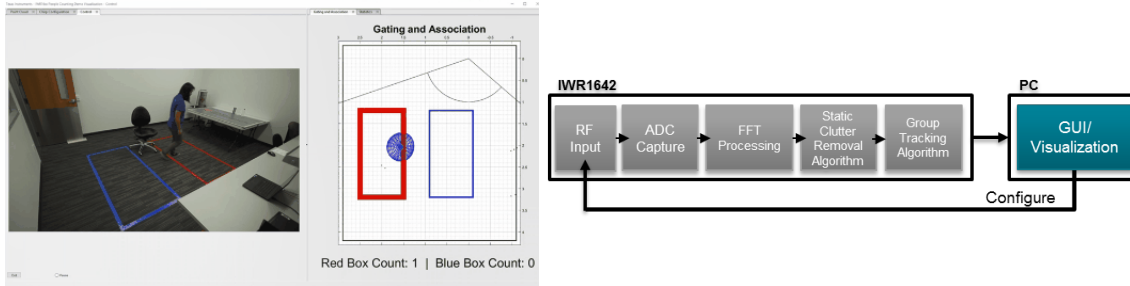 Gating and Association
Red Box Count: 1 | Blue Box Count: 0
IWR1642
RF
Input
ADC
Capture
FFT
Processing
Static
Clutter
Removal
Algorithm
Group
Tracking
Algorithm
PC
GUI/
Visualization
Configure